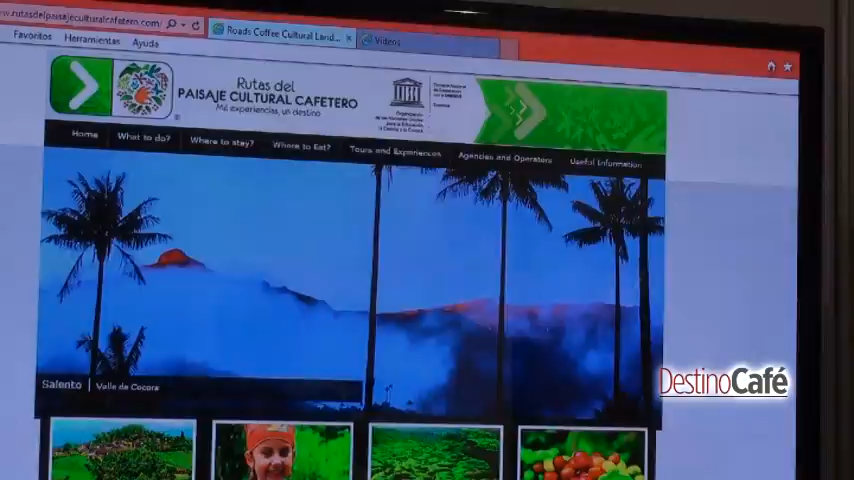 w.rutasdelpaisajeculturalcafetero.com/
Roads Coffee Cultural Land...
Videos
Favoritos Herramientas Ayuda
Rutas del
PAISAJE CULTURAL CAFETERO
Mil experiencias, un destino
Home What to do? Where to stay? Where to Eat? Tours and Experiences Agencies and Operators Useful Information
Salento | Valle de Cocora
DestinoCafé